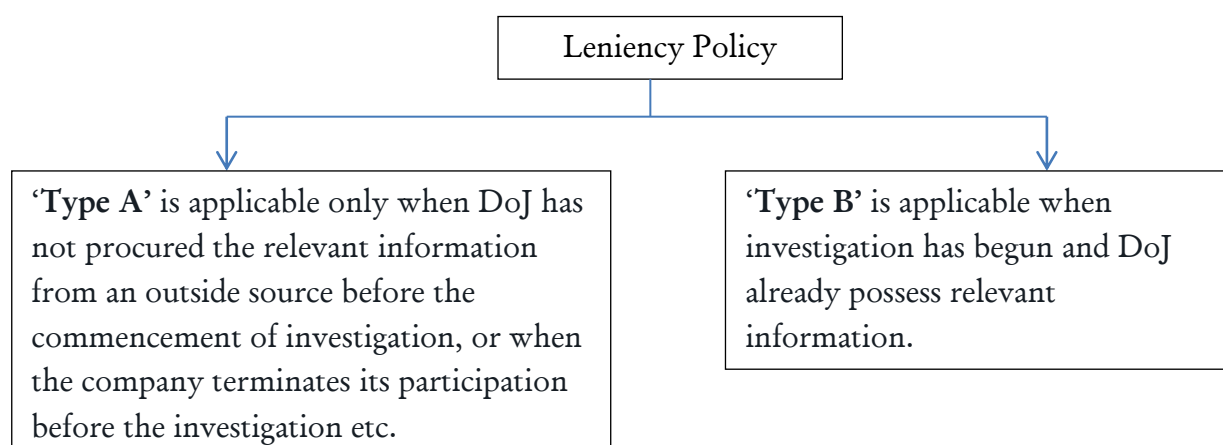 Leniency Policy
‘Type A’ is applicable only when DoJ has
not procured the relevant information
from an outside source before the
commencement of investigation, or when
the company terminates its participation
before the investigation etc.
‘Type B’ is applicable when
investigation has begun and DoJ
already possess relevant
information.